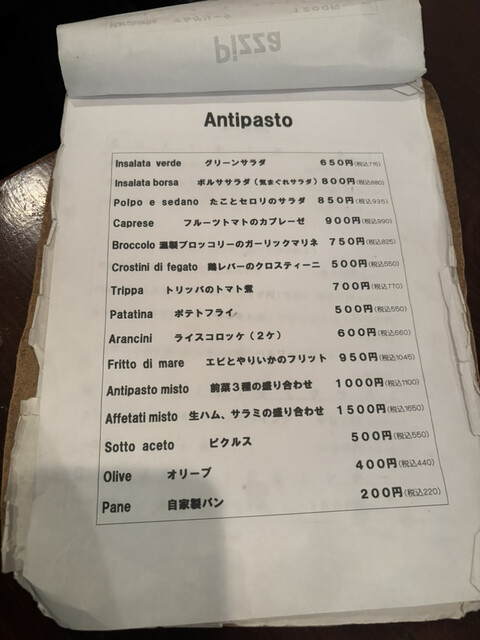 Pizza
Antipasto
Insalata verde グリーンサラダ 650円(税込715)
Insalata borsa ボルササラダ(気まぐれサラダ) 800円(税込880)
Polpo e sedano たことセロリのサラダ 850円(税込935)
Caprese フルーツトマトのカプレーゼ 900円(税込990)
Broccolo 燻製ブロッコリーのガーリックマリネ 750円(税込825)
Crostini di fegato 鶏レバーのクロスティーニ 500円(税込550)
Trippa トリッパのトマト煮 700円(税込770)
Patatina ポテトフライ 500円(税込550)
Arancini ライスコロッケ(2ケ) 600円(税込660)
Fritto di mare エビとやりいかのフリット 950円(税込1045)
Antipasto misto 前菜3種の盛り合わせ 1000円(税込1100)
Affetati misto 生ハム、サラミの盛り合わせ 1500円(税込1650)
Sotto aceto ピクルス 500円(税込550)
Olive オリーブ 400円(税込440)
Pane 自家製パン 200円(税込220)